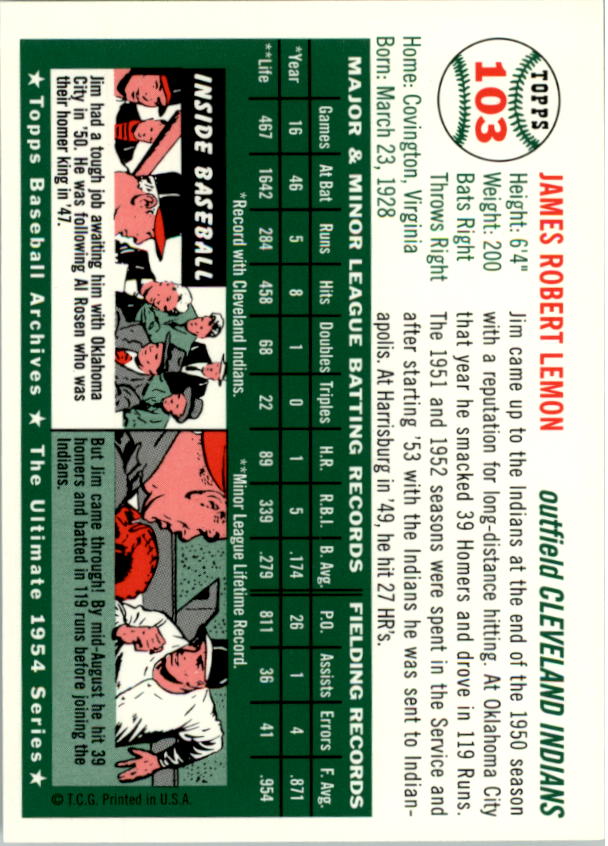 TOPPS
103
JAMES ROBERT LEMON
outfield CLEVELAND INDIANS
Height: 6'4"
Weight: 200
Bats Right
Throws Right
Home: Covington, Virginia
Born: March 23, 1928
Jim came up to the Indians at the end of the 1950 season
with a reputation for long-distance hitting. At Oklahoma City
that year he smacked 39 Homers and drove in 119 Runs.
The 1951 and 1952 seasons were spent in the Service and
after starting '53 with the Indians he was sent to Indian-
apolis. At Harrisburg in '49, he hit 27 HR's.
MAJOR & MINOR LEAGUE BATTING RECORDS FIELDING RECORDS
Games At Bat Runs Hits Doubles Triples H.R. R.B.I. B. Avg. P.O. Assists Errors F. Avg.
*Year 16 46 5 8 1 0 1 5 .174 26 1 4 .871
**Life 467 1642 284 458 68 22 89 339 .279 811 36 41 .954
*Record with Cleveland Indians. **Minor League Lifetime Record.
INSIDE BASEBALL
Jim had a tough job awaiting him with Oklahoma
City in '50. He was following Al Rosen who was
their homer king in '47.
But Jim came through! By mid-August he hit 39
homers and batted in 119 runs before joining the
Indians.
© T.C.G. Printed in U.S.A.
★ Topps Baseball Archives ★ The Ultimate 1954 Series ★